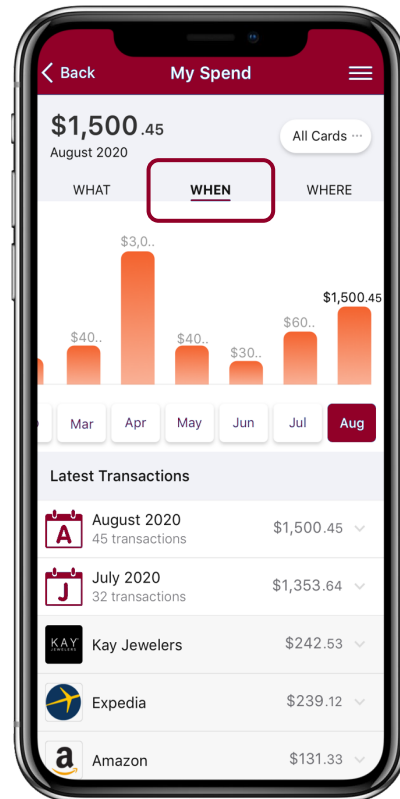 Back
My Spend
$1,500.45
August 2020
All Cards ···
WHAT
WHEN
WHERE
$3,0..
$1,500.45
$60..
$40..
$40..
$30..
Mar
Apr
May
Jun
Jul
Aug
Latest Transactions
A
August 2020
45 transactions
$1,500.45
J
July 2020
32 transactions
$1,353.64
KAY
JEWELERS
Kay Jewelers
$242.53
Expedia
$239.12
a
Amazon
$131.33